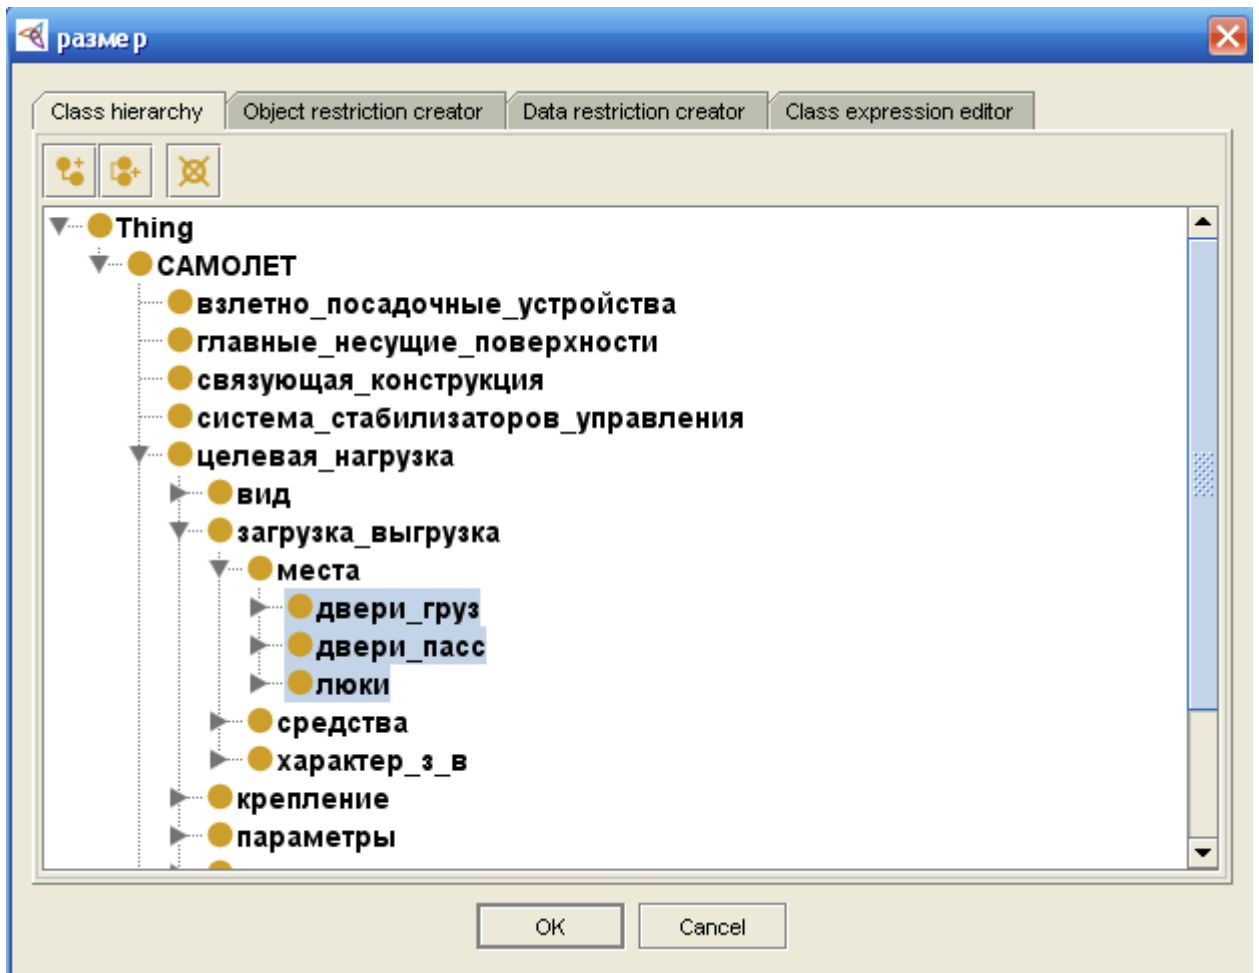 размер
Class hierarchy Object restriction creator Data restriction creator Class expression editor
Thing
САМОЛЕТ
взлетно_посадочные_устройства
главные_несущие_поверхности
связующая_конструкция
система_стабилизаторов_управления
целевая_нагрузка
вид
загрузка_выгрузка
места
двери_груз
двери_пасс
люки
средства
характер_з_в
крепление
параметры
OK Cancel